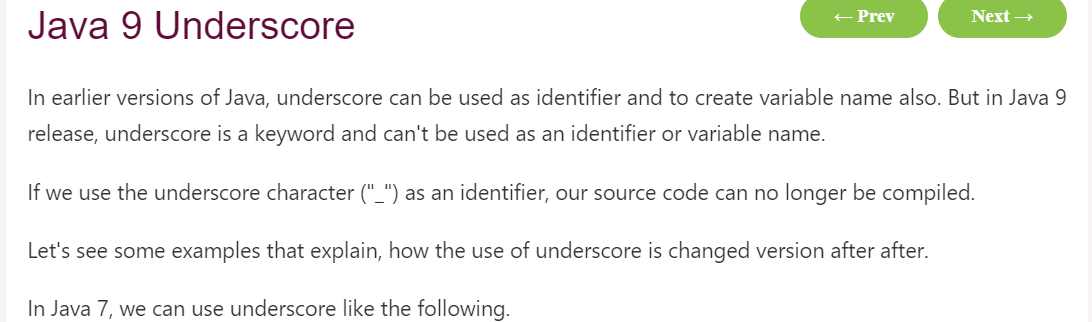 Java 9 Underscore
← Prev
Next →
In earlier versions of Java, underscore can be used as identifier and to create variable name also. But in Java 9
release, underscore is a keyword and can't be used as an identifier or variable name.
If we use the underscore character ("_") as an identifier, our source code can no longer be compiled.
Let's see some examples that explain, how the use of underscore is changed version after after.
In Java 7, we can use underscore like the following.